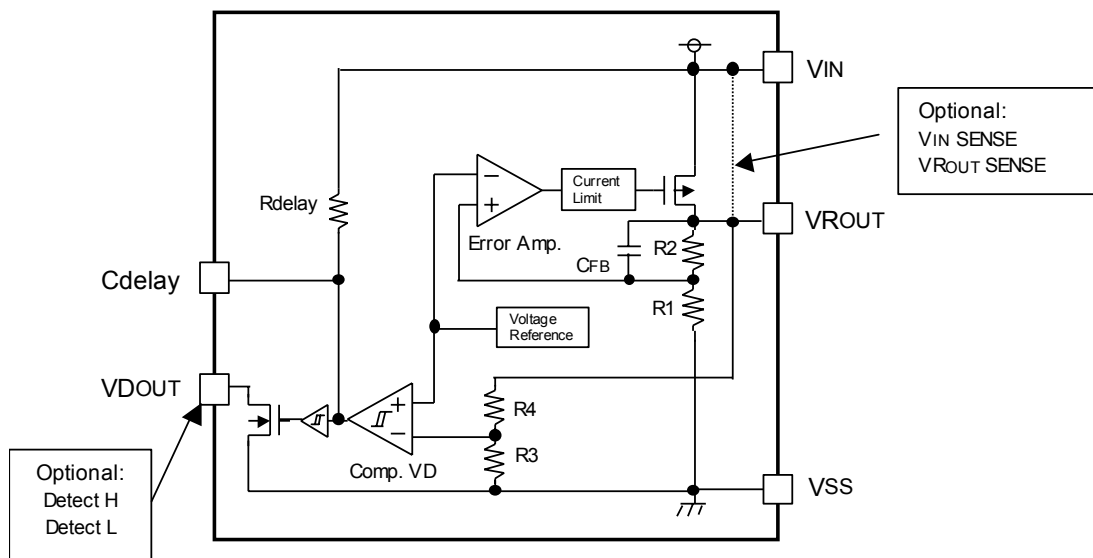 VIN
Optional:
VIN SENSE
VROUT SENSE
Current
Limit
Rdelay
Error Amp.
R2
VROUT
CFB
Cdelay
R1
Voltage
Reference
VDOUT
R4
R3
Comp. VD
Optional:
Detect H
Detect L
VSS